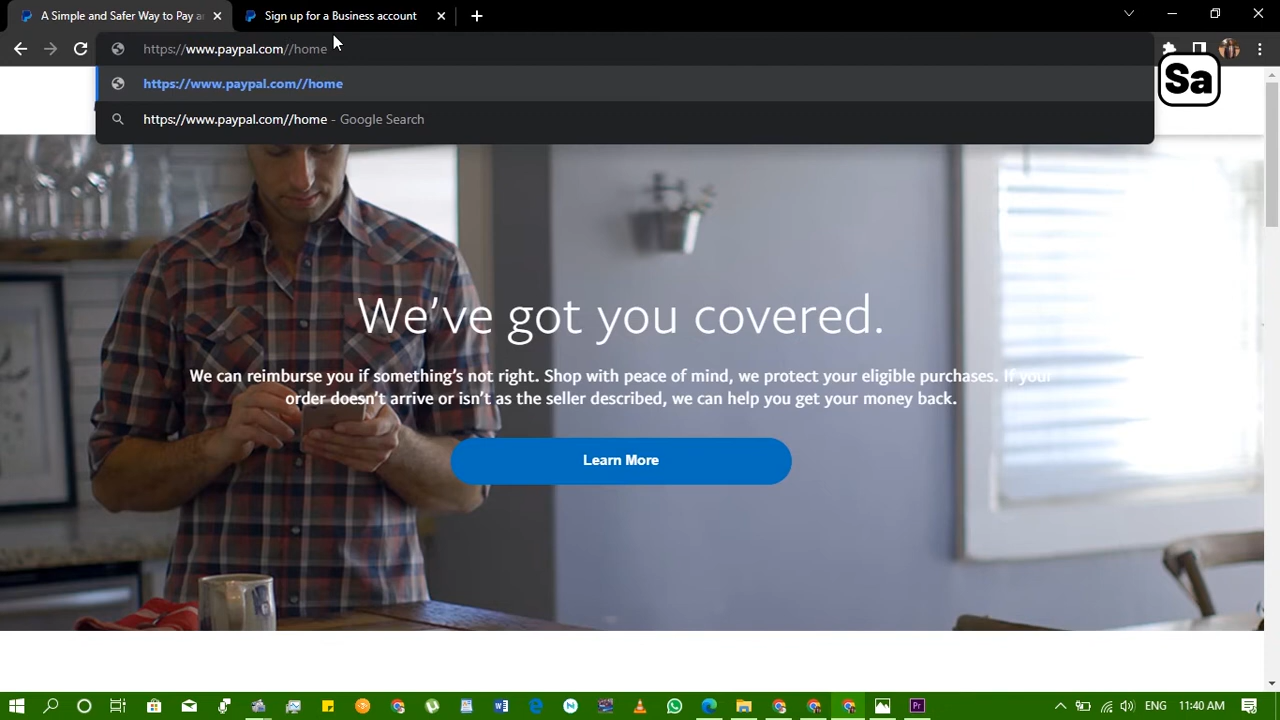 A Simple and Safer Way to Pay a
Sign up for a Business account
https://www.paypal.com//home
https://www.paypal.com//home
https://www.paypal.com//home - Google Search
Sa
We've got you covered.
We can reimburse you if something's not right. Shop with peace of mind, we protect your eligible purchases. If your
order doesn't arrive or isn't as the seller described, we can help you get your money back.
Learn More
W
N
Pr
ENG
11:40 AM